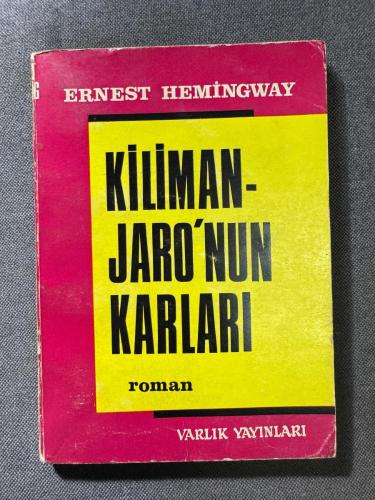 ERNEST HEMİNGWAY
KİLİMAN-
JARO'NUN
KARLARI
roman
VARLIK YAYINLARI